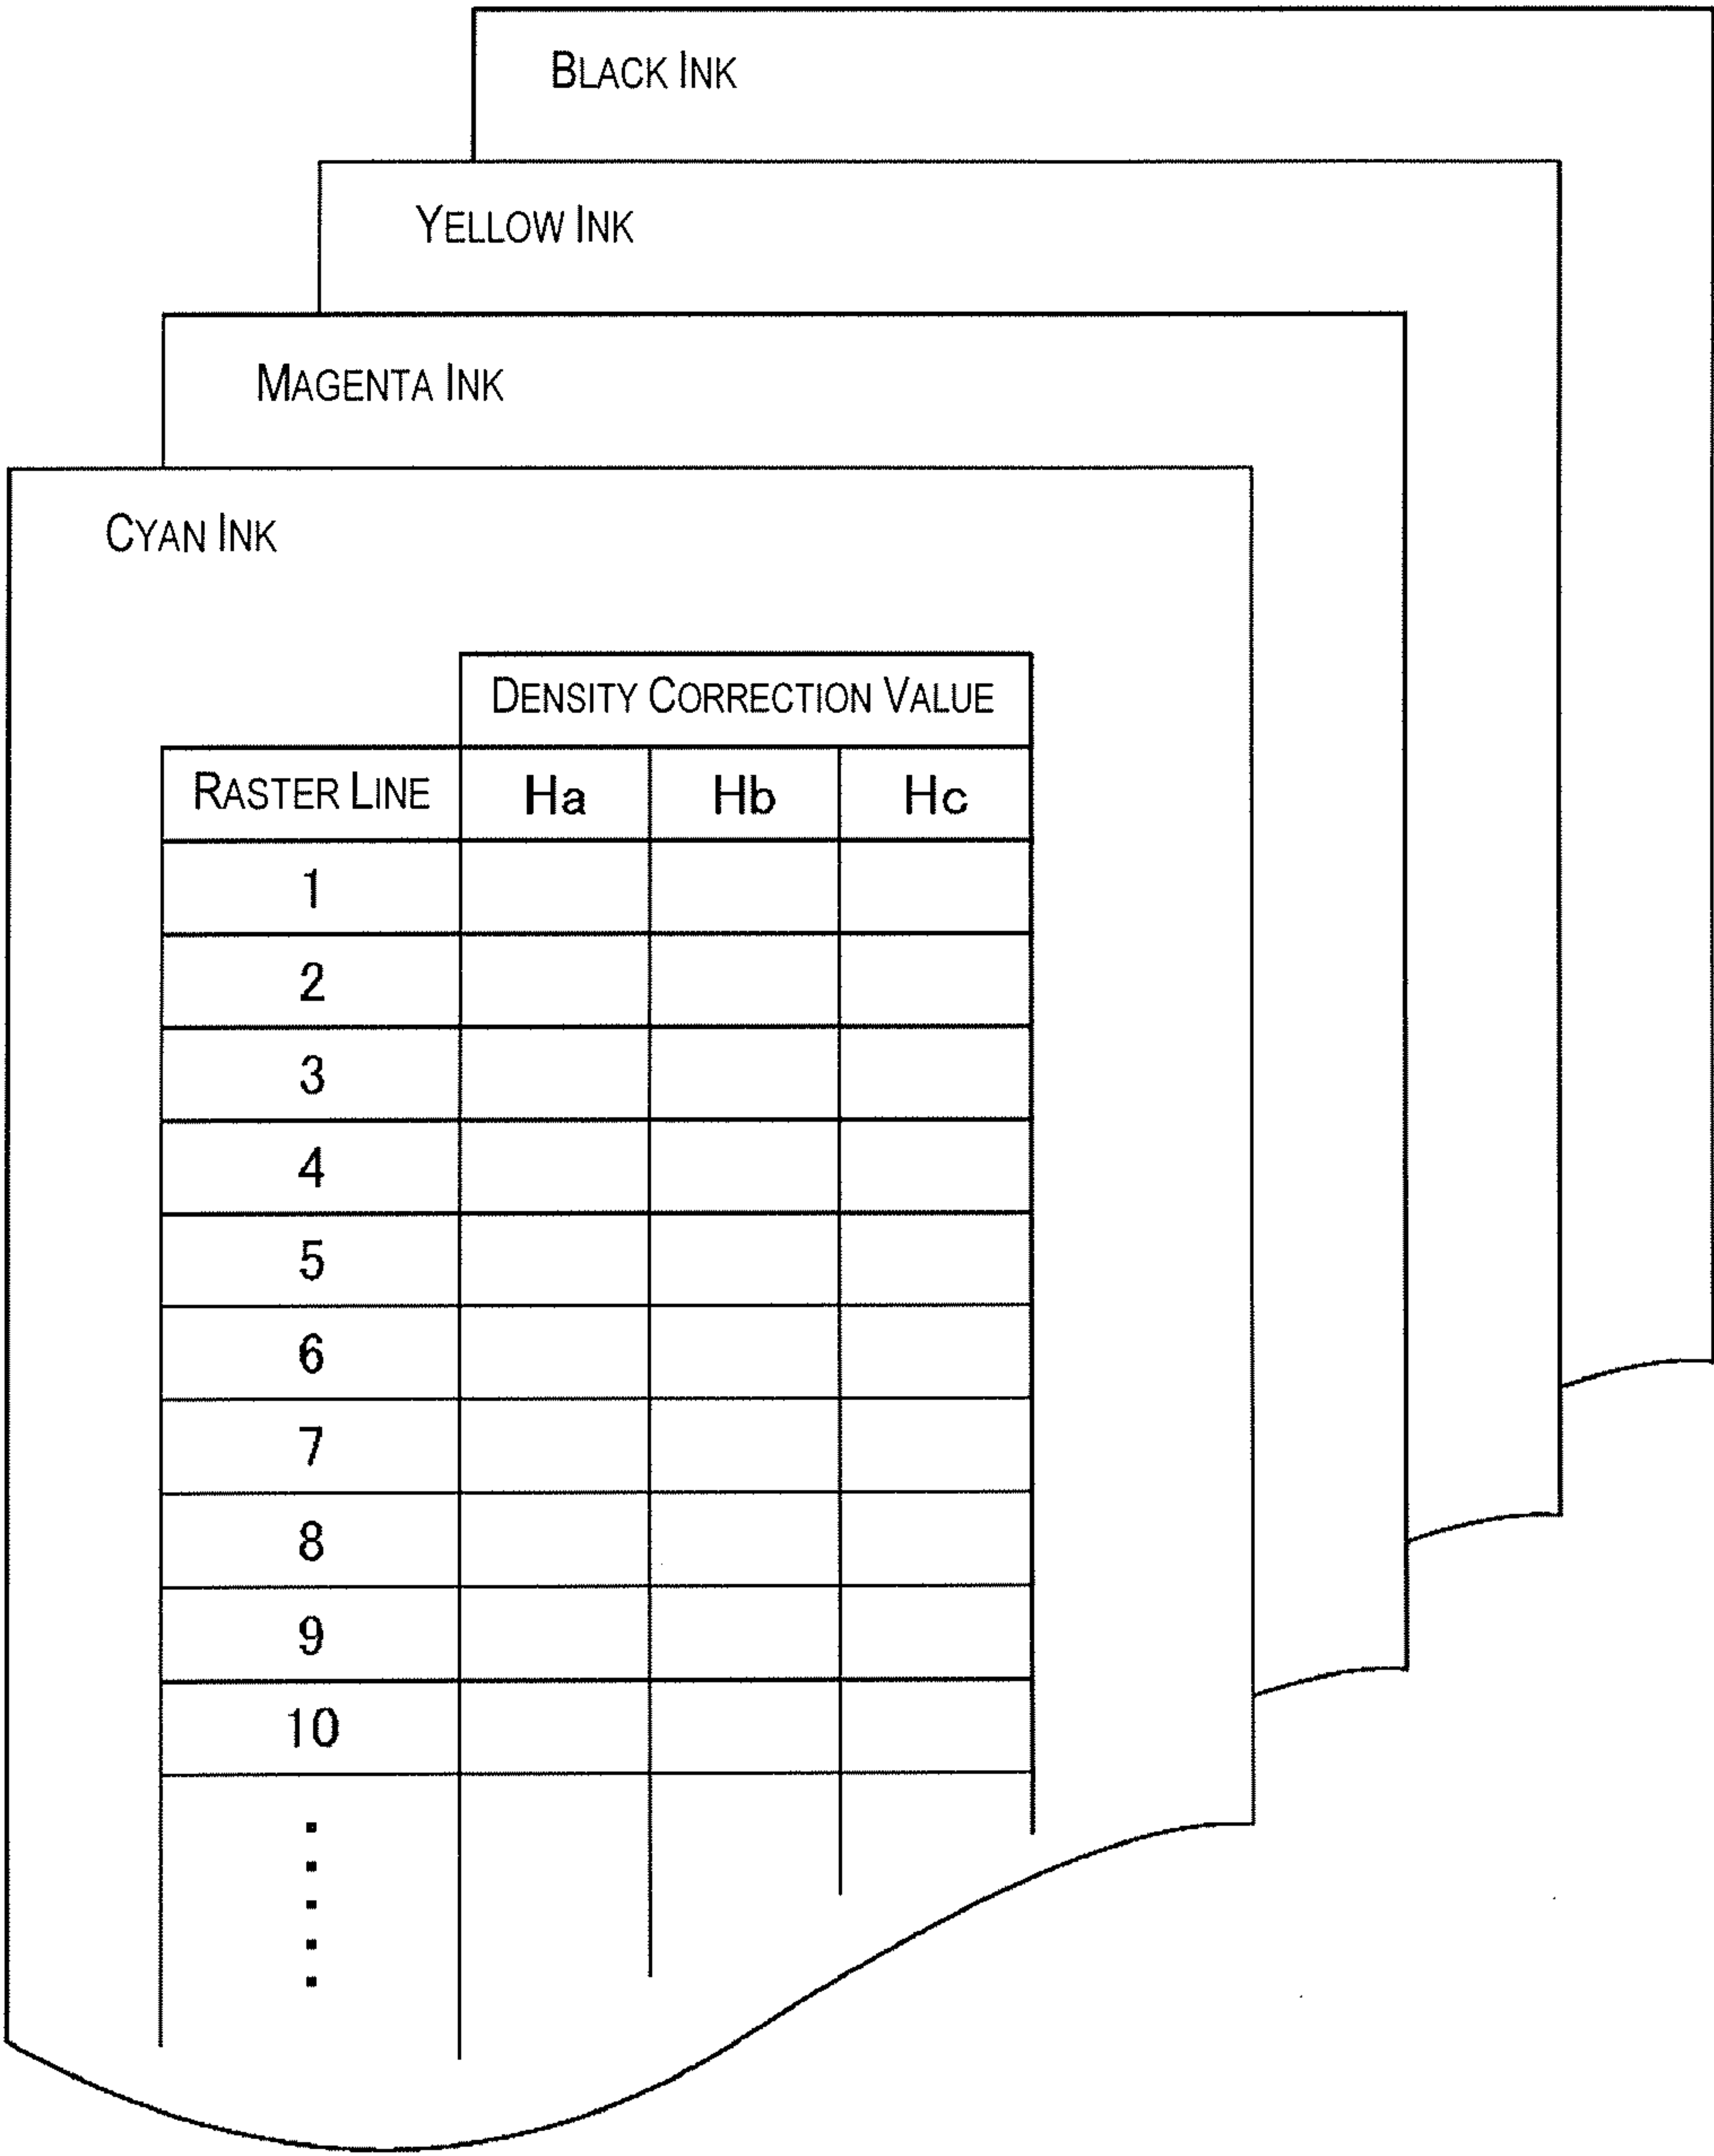 BLACK INK
YELLOW INK
MAGENTA INK
CYAN INK
DENSITY CORRECTION VALUE
RASTER LINE Ha Hb Hc
1
2
3
4
5
6
7
8
9
10